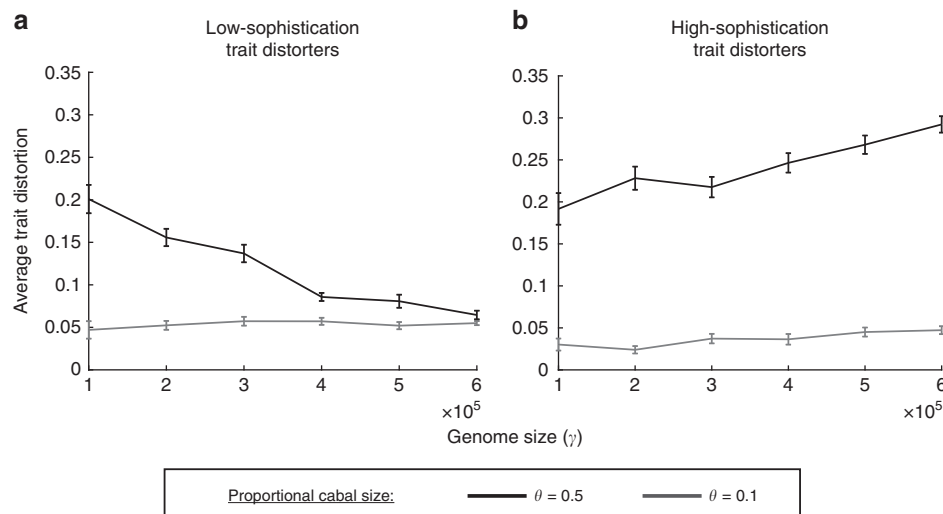 a
Low-sophistication
trait distorters
b
High-sophistication
trait distorters
Average trait distortion
0.35
0.3
0.25
0.2
0.15
0.1
0.05
0
1 2 3 4 5 6
×10⁵
0.35
0.3
0.25
0.2
0.15
0.1
0.05
0
1 2 3 4 5 6
×10⁵
Genome size (γ)
Proportional cabal size: θ = 0.5 θ = 0.1